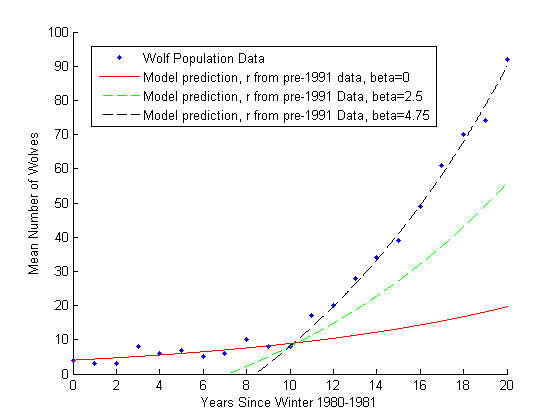 100
90
80
70
60
50
40
30
20
10
0
Mean Number of Wolves
Wolf Population Data
Model prediction, r from pre-1991 data, beta=0
Model prediction, r from pre-1991 Data, beta=2.5
Model prediction, r from pre-1991 Data, beta=4.75
0 2 4 6 8 10 12 14 16 18 20
Years Since Winter 1980-1981